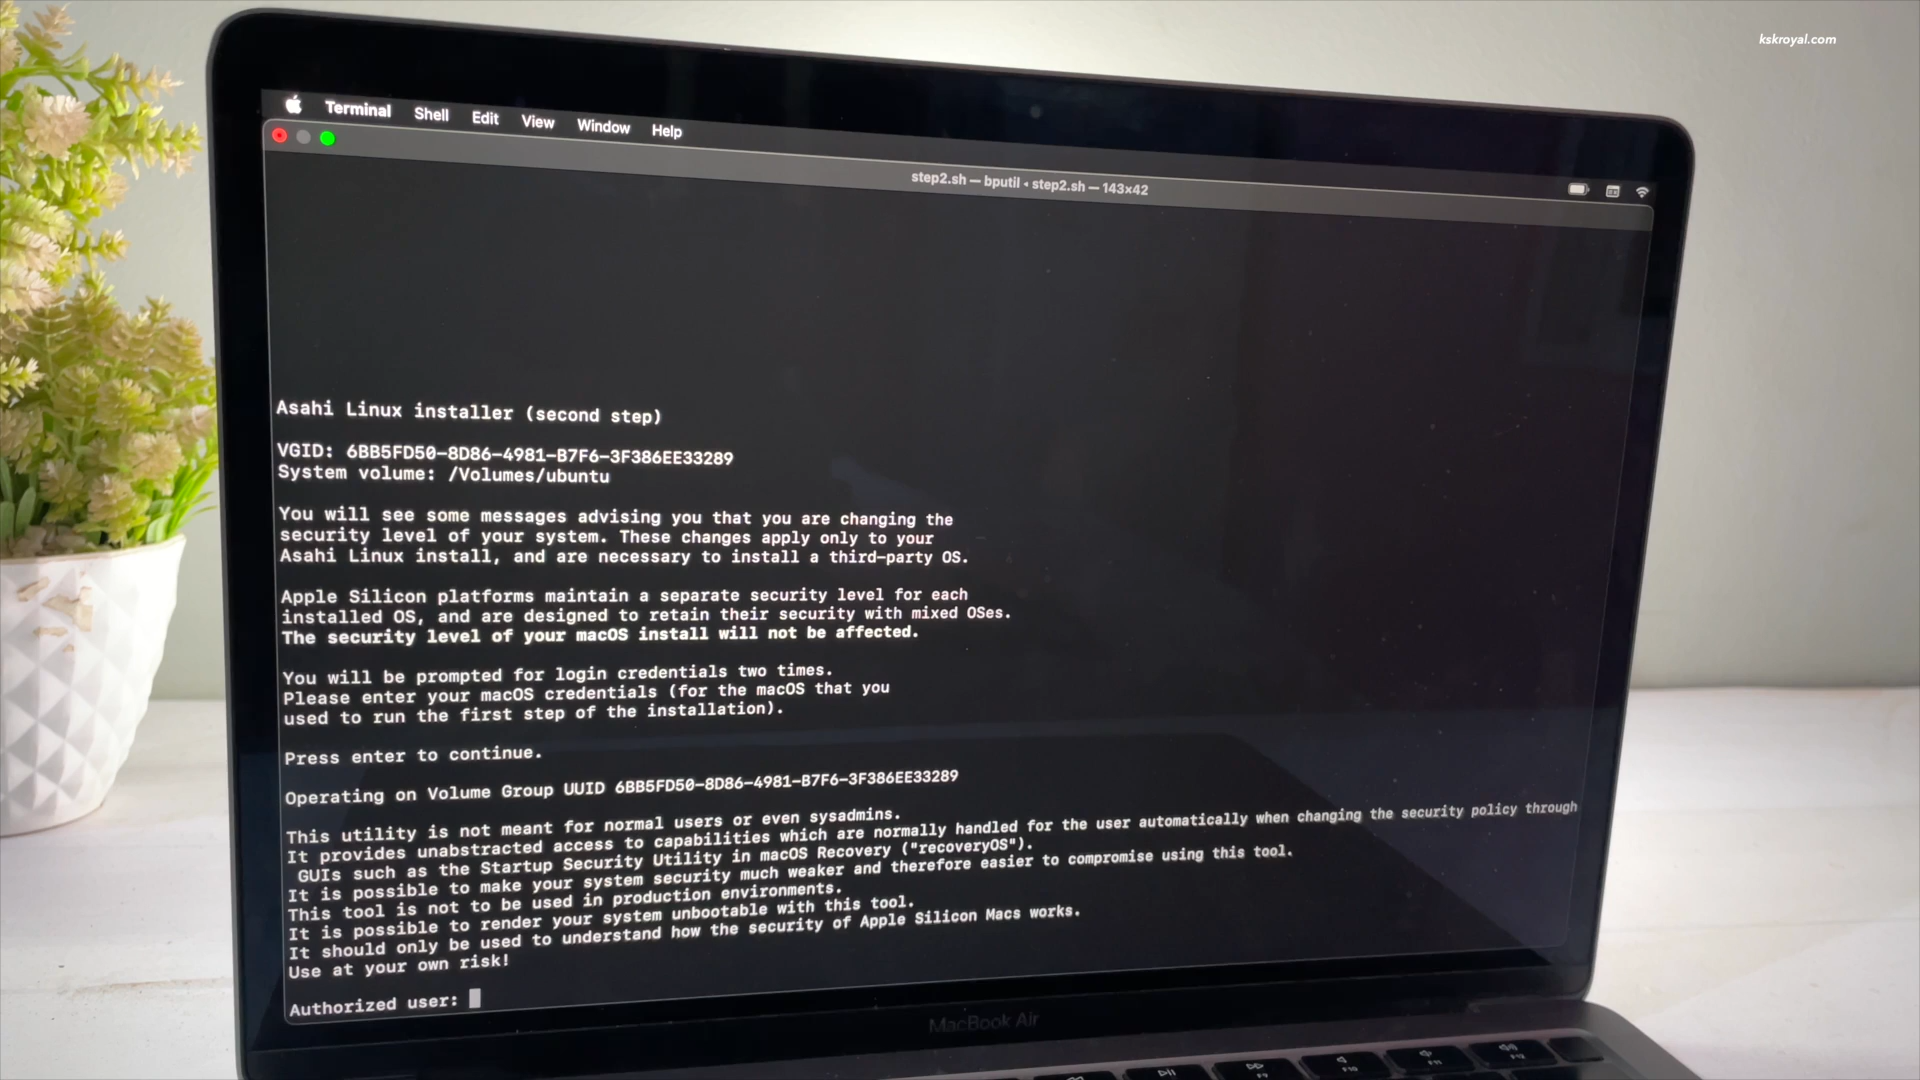 kskroyal.com
Terminal Shell Edit View Window Help
step2.sh — bputil ◂ step2.sh — 143×42
Asahi Linux installer (second step)
VGID: 6BB5FD50-8D86-4981-B7F6-3F386EE33289
System volume: /Volumes/ubuntu
You will see some messages advising you that you are changing the
security level of your system. These changes apply only to your
Asahi Linux install, and are necessary to install a third-party OS.
Apple Silicon platforms maintain a separate security level for each
installed OS, and are designed to retain their security with mixed OSes.
The security level of your macOS install will not be affected.
You will be prompted for login credentials two times.
Please enter your macOS credentials (for the macOS that you
used to run the first step of the installation).
Press enter to continue.
Operating on Volume Group UUID 6BB5FD50-8D86-4981-B7F6-3F386EE33289
This utility is not meant for normal users or even sysadmins.
It provides unabstracted access to capabilities which are normally handled for the user automatically when changing the security policy through
GUIs such as the Startup Security Utility in macOS Recovery ("recoveryOS").
It is possible to make your system security much weaker and therefore easier to compromise using this tool.
This tool is not to be used in production environments.
It is possible to render your system unbootable with this tool.
It should only be used to understand how the security of Apple Silicon Macs works.
Use at your own risk!
Authorized user:
MacBook Air
F9
F10
F11
F12